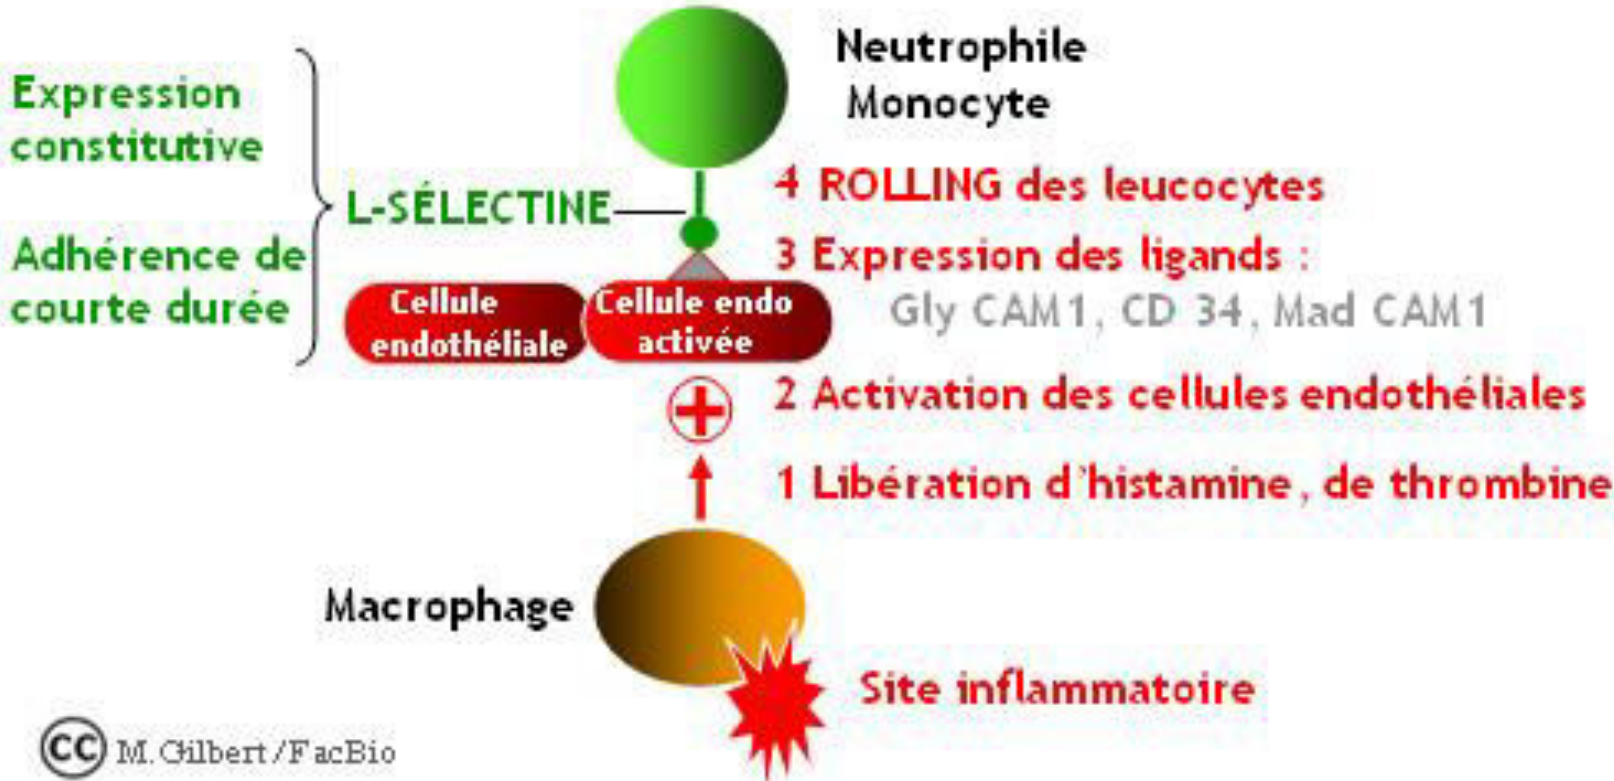 Neutrophile
Monocyte
Expression
constitutive
L-SÉLECTINE
Adhérence de
courte durée
4 ROLLING des leucocytes
3 Expression des ligands :
Gly CAM1, CD 34, Mad CAM1
Cellule
endothéliale
Cellule endo
activée
2 Activation des cellules endothéliales
1 Libération d'histamine, de thrombine
Macrophage
Site inflammatoire
CC M. Gilbert/FacBio